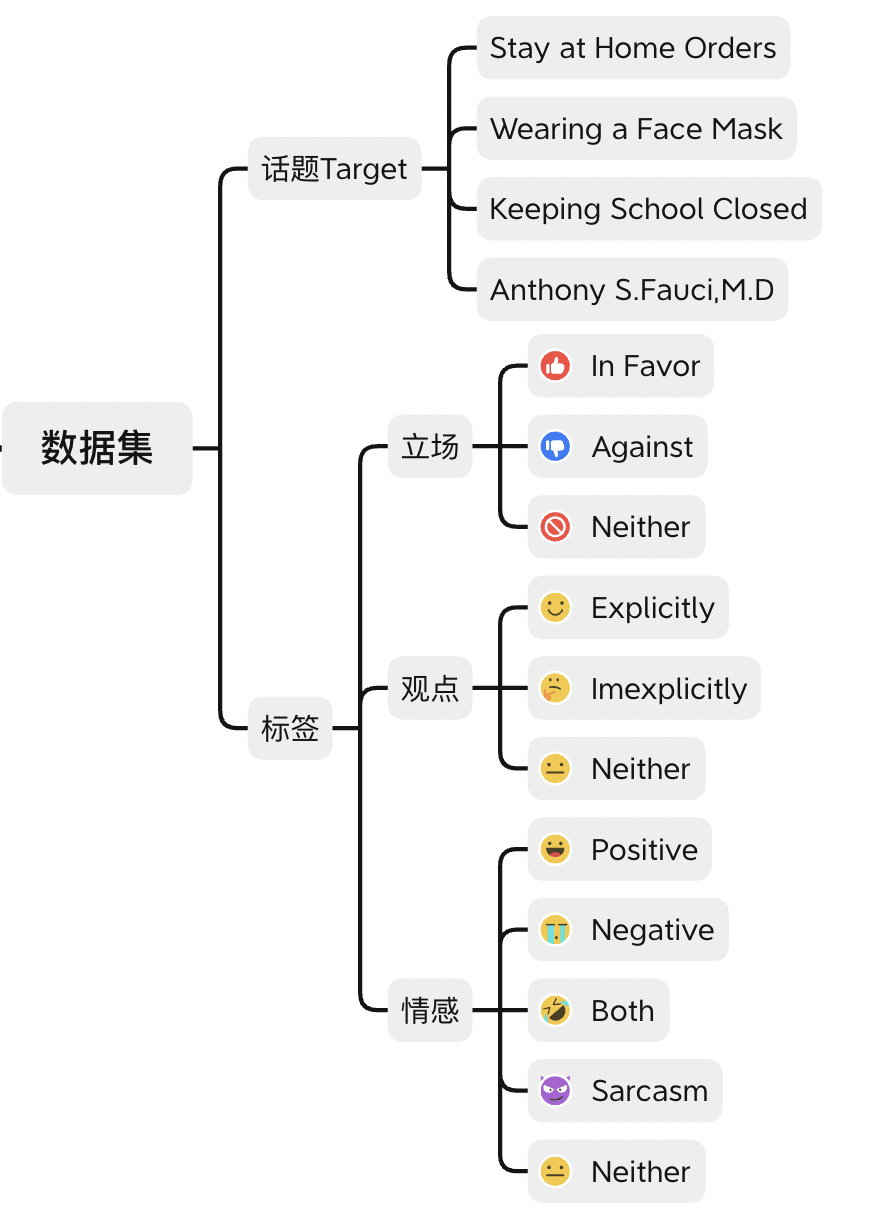 数据集
话题Target
Stay at Home Orders
Wearing a Face Mask
Keeping School Closed
Anthony S.Fauci,M.D
标签
立场
In Favor
Against
Neither
观点
Explicitly
Imexplicitly
Neither
情感
Positive
Negative
Both
Sarcasm
Neither